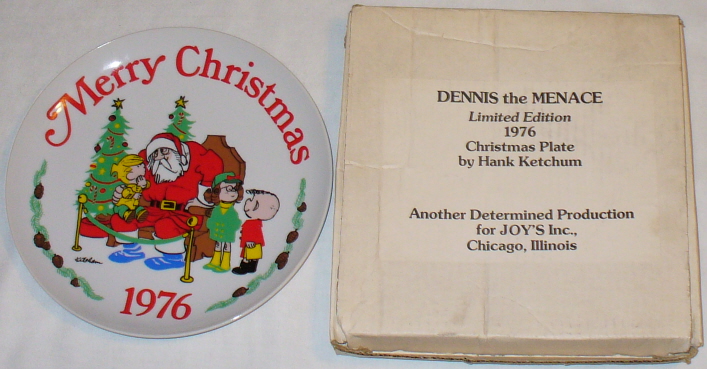 Merry Christmas
Ketcham
1976
DENNIS the MENACE
Limited Edition
1976
Christmas Plate
by Hank Ketchum
Another Determined Production
for JOY'S Inc.,
Chicago, Illinois